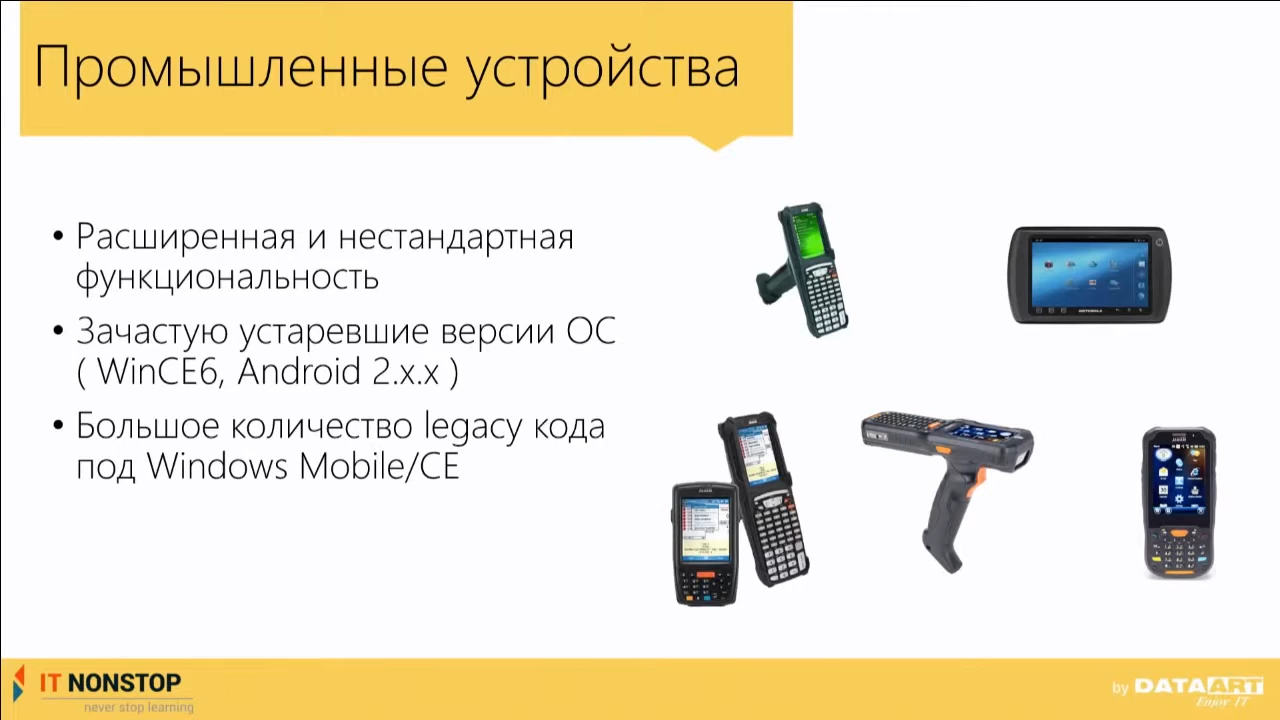 Промышленные устройства
• Расширенная и нестандартная
функциональность
• Зачастую устаревшие версии ОС
( WinCE6, Android 2.x.x )
• Большое количество legacy кода
под Windows Mobile/CE
MOTOROLA
IT NONSTOP
never stop learning
by DATAART
Enjoy IT